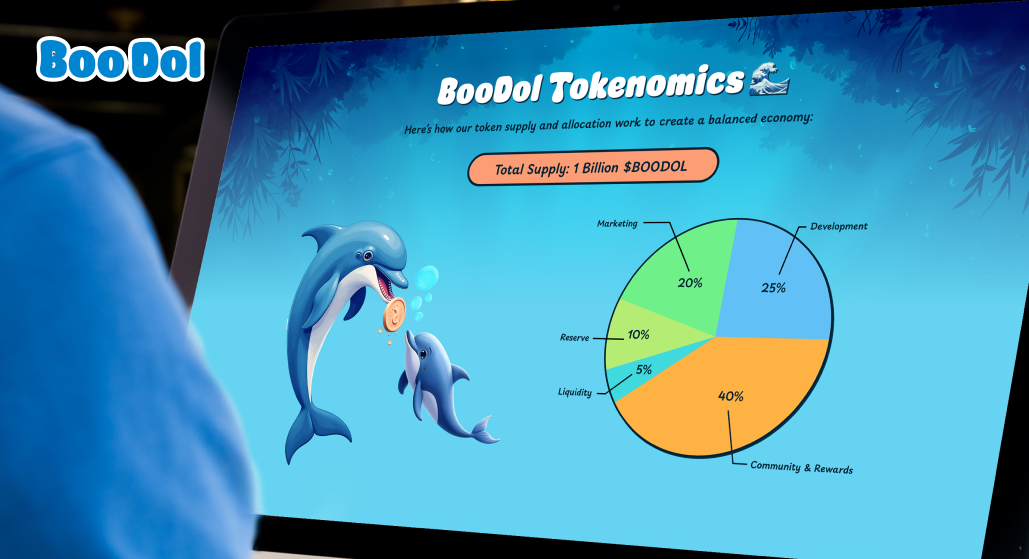 BooDol
BooDol Tokenomics
Here's how our token supply and allocation work to create a balanced economy:
Total Supply: 1 Billion $BOODOL
Marketing
Development
20%
25%
Reserve
10%
5%
Liquidity
40%
Community & Rewards